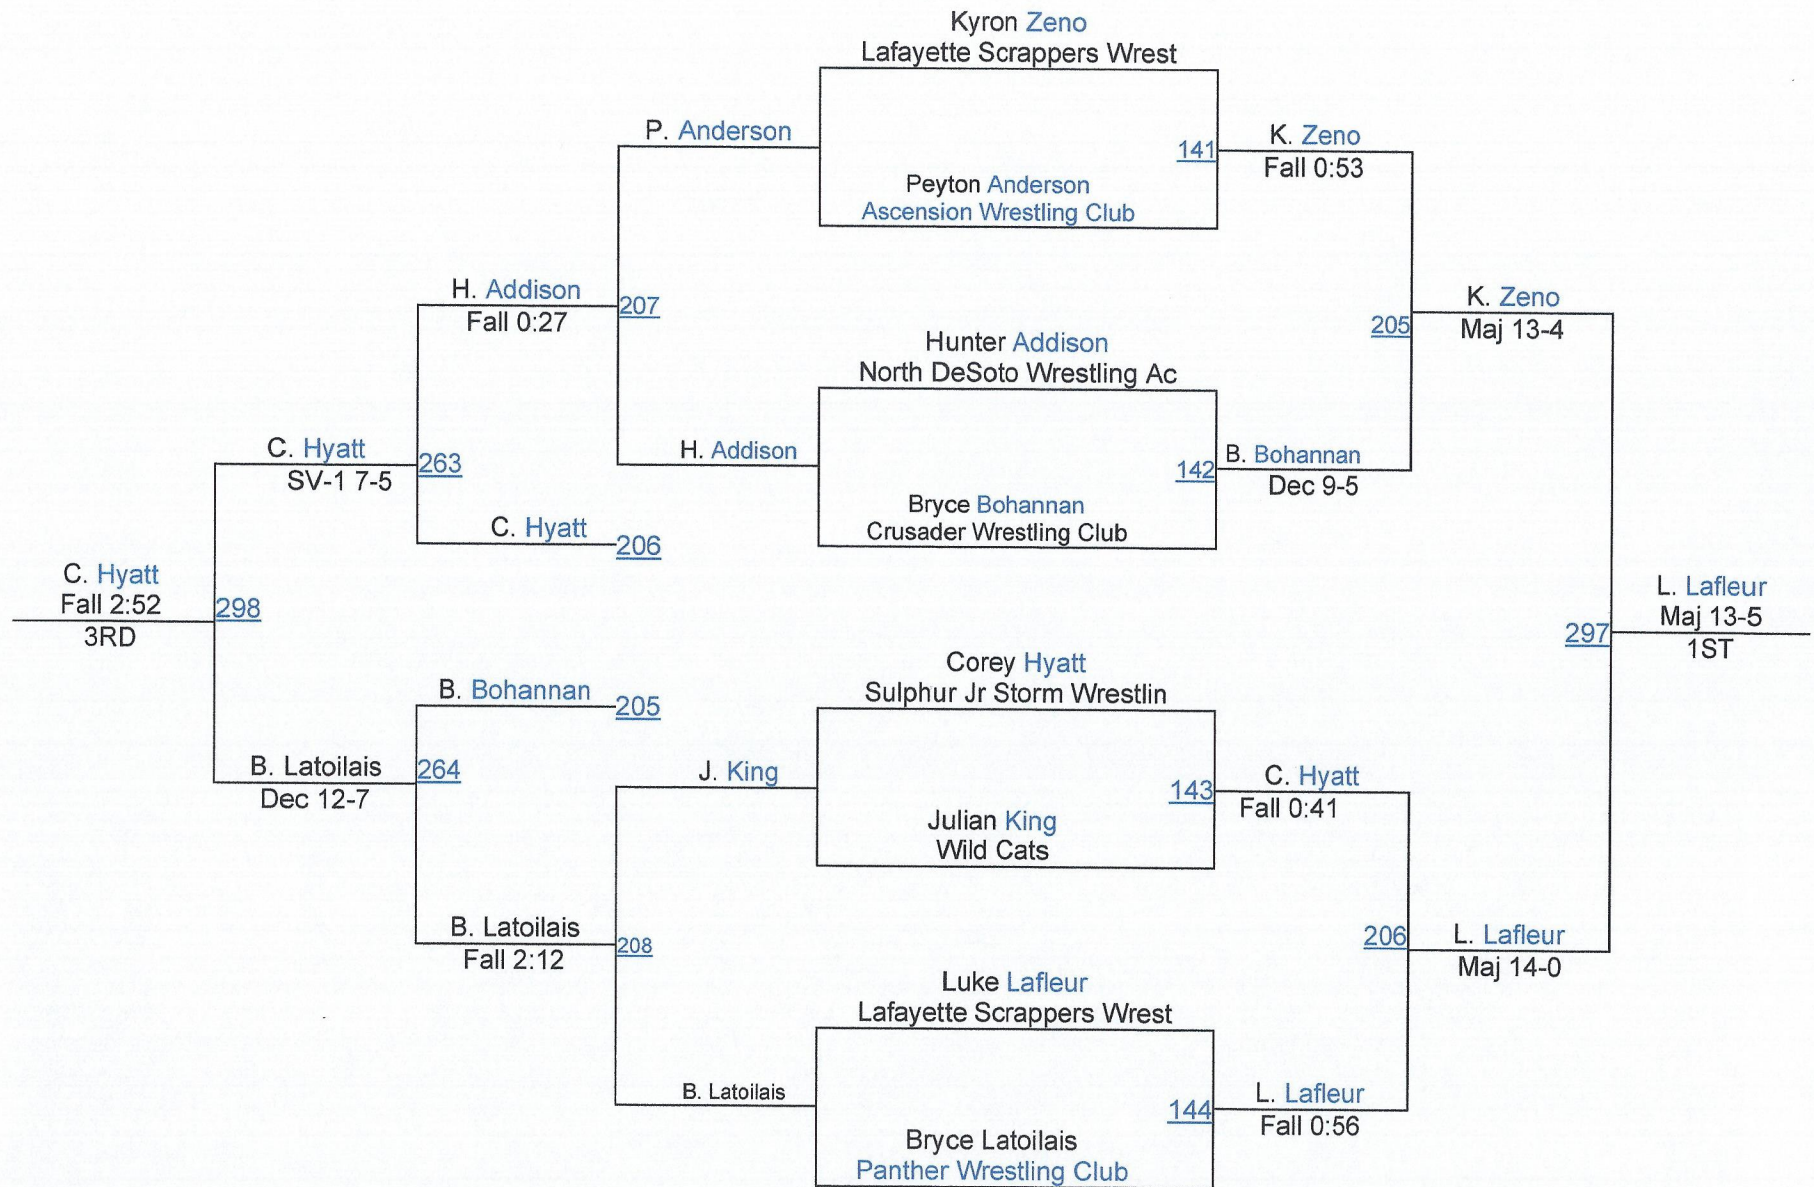 Kyron Zeno
Lafayette Scrappers Wrest
P. Anderson
141
K. Zeno
Fall 0:53
Peyton Anderson
Ascension Wrestling Club
H. Addison
Fall 0:27
207
K. Zeno
Maj 13-4
205
Hunter Addison
North DeSoto Wrestling Ac
C. Hyatt
SV-1 7-5
263
H. Addison
142
B. Bohannan
Dec 9-5
Bryce Bohannan
Crusader Wrestling Club
C. Hyatt
206
C. Hyatt
Fall 2:52
3RD
298
L. Lafleur
Maj 13-5
1ST
297
Corey Hyatt
Sulphur Jr Storm Wrestlin
B. Bohannan
205
B. Latoilais
Dec 12-7
264
J. King
143
C. Hyatt
Fall 0:41
Julian King
Wild Cats
B. Latoilais
Fall 2:12
208
206
L. Lafleur
Maj 14-0
Luke Lafleur
Lafayette Scrappers Wrest
B. Latoilais
144
L. Lafleur
Fall 0:56
Bryce Latoilais
Panther Wrestling Club